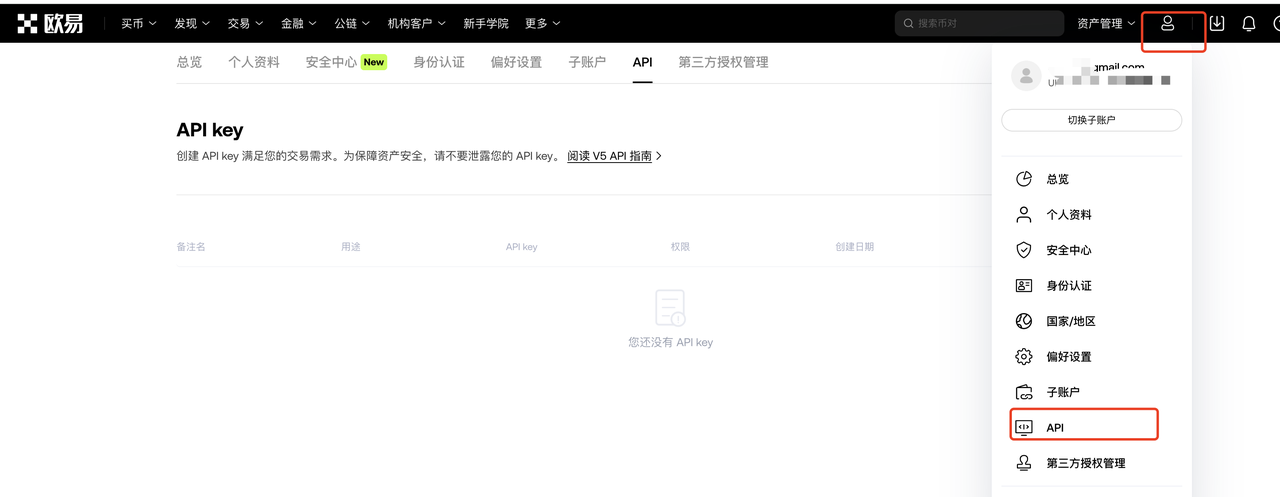 欧易 买币 发现 交易 金融 公链 机构客户 新手学院 更多 搜索币对 资产管理
总览 个人资料 安全中心 New 身份认证 偏好设置 子账户 API 第三方授权管理
gmail.com
切换子账户
API key
创建 API key 满足您的交易需求。为保障资产安全，请不要泄露您的 API key。 阅读 V5 API 指南
总览
个人资料
备注名 用途 API key 权限 创建日期
安全中心
身份认证
国家/地区
您还没有 API key
偏好设置
子账户
API
第三方授权管理